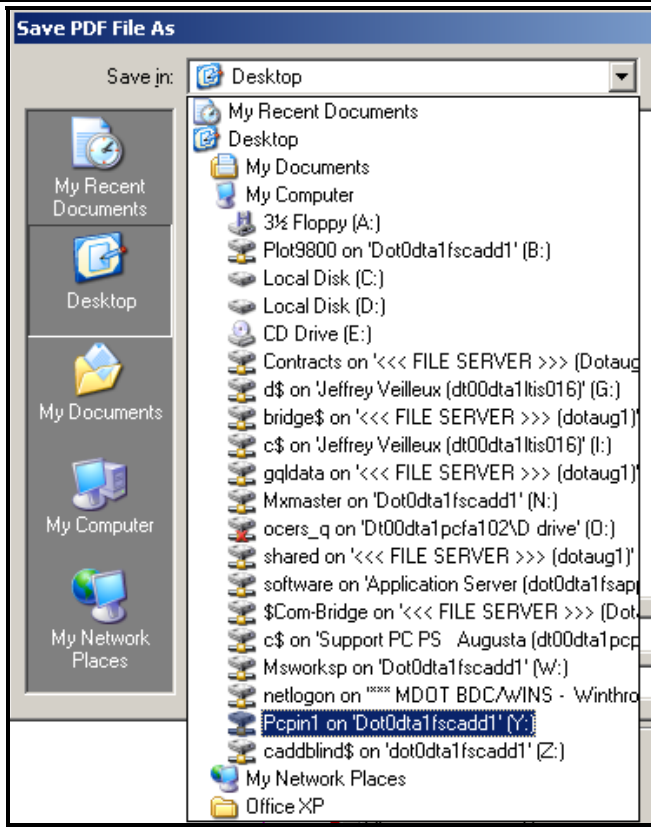 Save PDF File As
Save in: Desktop
My Recent Documents
Desktop
My Documents
My Computer
3½ Floppy (A:)
Plot9800 on 'Dot0dta1fscadd1' (B:)
Local Disk (C:)
Local Disk (D:)
CD Drive (E:)
Contracts on '<<< FILE SERVER >>> (Dotaug
d$ on 'Jeffrey Veilleux (dt00dta1ltis016)' (G:)
bridge$ on '<<< FILE SERVER >>> (dotaug1)'
c$ on 'Jeffrey Veilleux (dt00dta1ltis016)' (I:)
gqldata on '<<< FILE SERVER >>> (dotaug1)'
Mxmaster on 'Dot0dta1fscadd1' (N:)
ocers_q on 'Dt00dta1pcfa102\D drive' (O:)
shared on '<<< FILE SERVER >>> (dotaug1)'
software on 'Application Server (dot0dta1fsapp
$Com-Bridge on '<<< FILE SERVER >>> (Dot
c$ on 'Support PC PS Augusta (dt00dta1pcp
Msworksp on 'Dot0dta1fscadd1' (W:)
netlogon on '*** MDOT BDC/WINS - Winthro
Pcpin1 on 'Dot0dta1fscadd1' (Y:)
caddblind$ on 'dot0dta1fscadd1' (Z:)
My Network Places
Office XP
My Recent
Documents
Desktop
My Documents
My Computer
My Network
Places